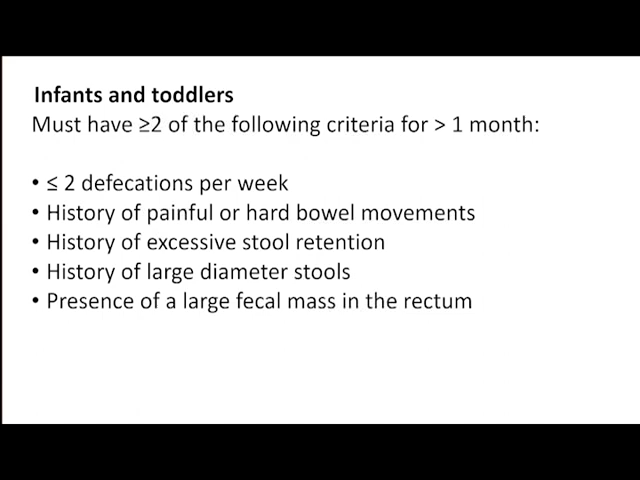 Infants and toddlers
Must have ≥2 of the following criteria for > 1 month:
• ≤ 2 defecations per week
• History of painful or hard bowel movements
• History of excessive stool retention
• History of large diameter stools
• Presence of a large fecal mass in the rectum